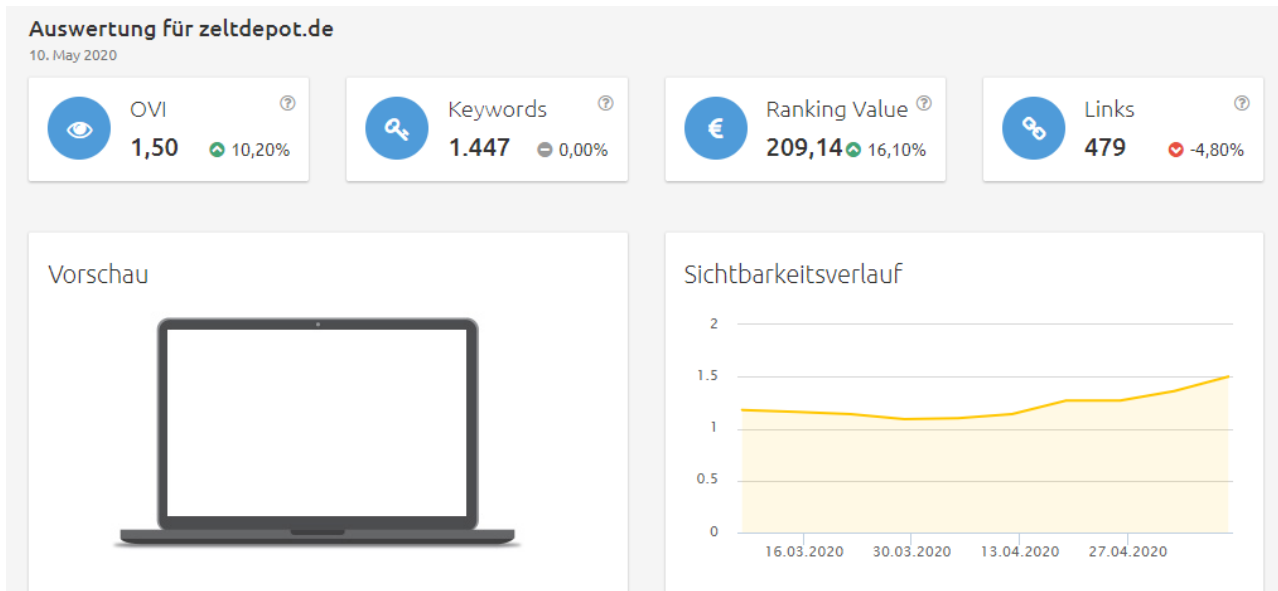 Auswertung für zeltdepot.de
10. May 2020
OVI ?
1,50 10,20%
Keywords ?
1.447 0,00%
Ranking Value ?
€
209,14 16,10%
Links ?
479 -4,80%
Vorschau
Sichtbarkeitsverlauf
2
1.5
1
0.5
0
16.03.2020 30.03.2020 13.04.2020 27.04.2020